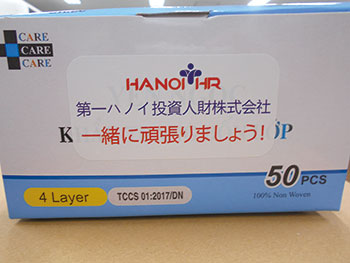 CARE
CARE
CARE
HANOI HR
第一ハノイ投資人財株式会社
K
ỚP
一緒に頑張りましょう!
50 PCS
100% Non Woven
4 Layer
TCCS 01:2017/DN